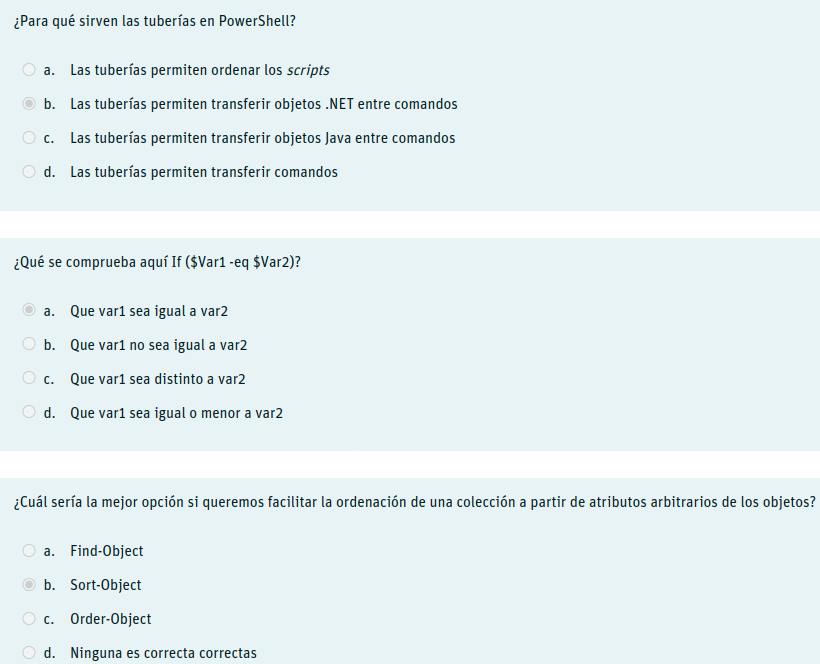 ¿Para qué sirven las tuberías en PowerShell?
a. Las tuberías permiten ordenar los scripts
b. Las tuberías permiten transferir objetos .NET entre comandos
c. Las tuberías permiten transferir objetos Java entre comandos
d. Las tuberías permiten transferir comandos
¿Qué se comprueba aquí If ($Var1 -eq $Var2)?
a. Que var1 sea igual a var2
b. Que var1 no sea igual a var2
c. Que var1 sea distinto a var2
d. Que var1 sea igual o menor a var2
¿Cuál sería la mejor opción si queremos facilitar la ordenación de una colección a partir de atributos arbitrarios de los objetos?
a. Find-Object
b. Sort-Object
c. Order-Object
d. Ninguna es correcta correctas